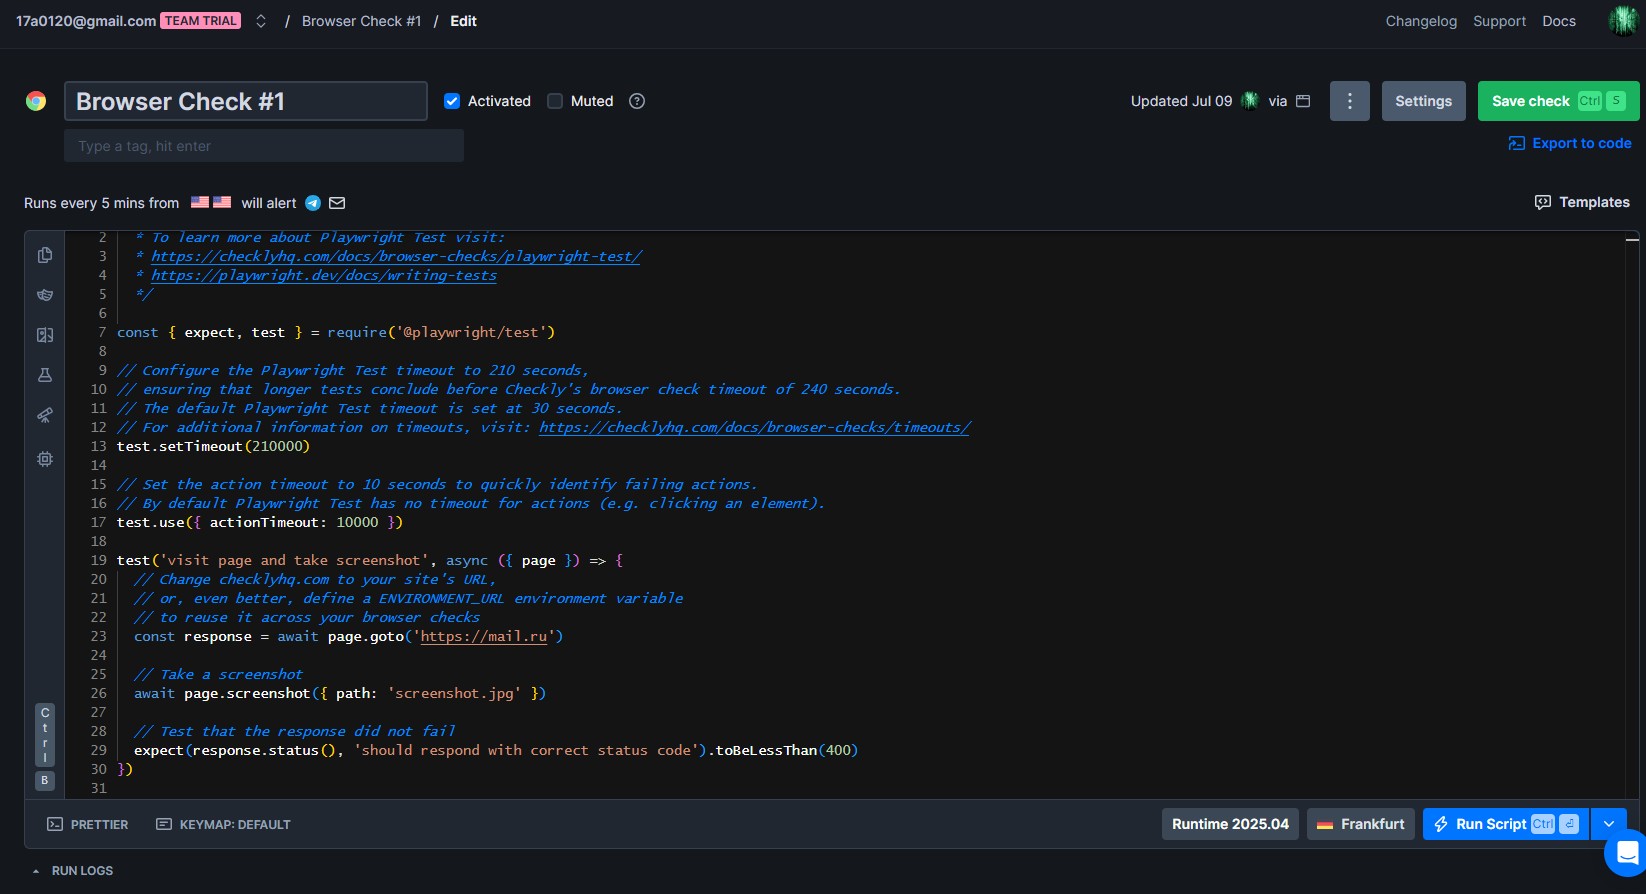 17a0120@gmail.com TEAM TRIAL / Browser Check #1 / Edit
Changelog Support Docs
Browser Check #1
Activated Muted ?
Updated Jul 09 via
Settings
Save check Ctrl S
Type a tag, hit enter
Export to code
Runs every 5 mins from will alert
Templates
2 * To learn more about Playwright Test visit:
3 * https://checklyhq.com/docs/browser-checks/playwright-test/
4 * https://playwright.dev/docs/writing-tests
5 */
6
7 const { expect, test } = require('@playwright/test')
8
9 // Configure the Playwright Test timeout to 210 seconds,
10 // ensuring that longer tests conclude before Checkly's browser check timeout of 240 seconds.
11 // The default Playwright Test timeout is set at 30 seconds.
12 // For additional information on timeouts, visit: https://checklyhq.com/docs/browser-checks/timeouts/
13 test.setTimeout(210000)
14
15 // Set the action timeout to 10 seconds to quickly identify failing actions.
16 // By default Playwright Test has no timeout for actions (e.g. clicking an element).
17 test.use({ actionTimeout: 10000 })
18
19 test('visit page and take screenshot', async ({ page }) => {
20 // Change checklyhq.com to your site's URL,
21 // or, even better, define a ENVIRONMENT_URL environment variable
22 // to reuse it across your browser checks
23 const response = await page.goto('https://mail.ru')
24
25 // Take a screenshot
26 await page.screenshot({ path: 'screenshot.jpg' })
27
28 // Test that the response did not fail
29 expect(response.status(), 'should respond with correct status code').toBeLessThan(400)
30 })
31
Ctrl
B
PRETTIER
KEYMAP: DEFAULT
Runtime 2025.04
Frankfurt
Run Script Ctrl
RUN LOGS